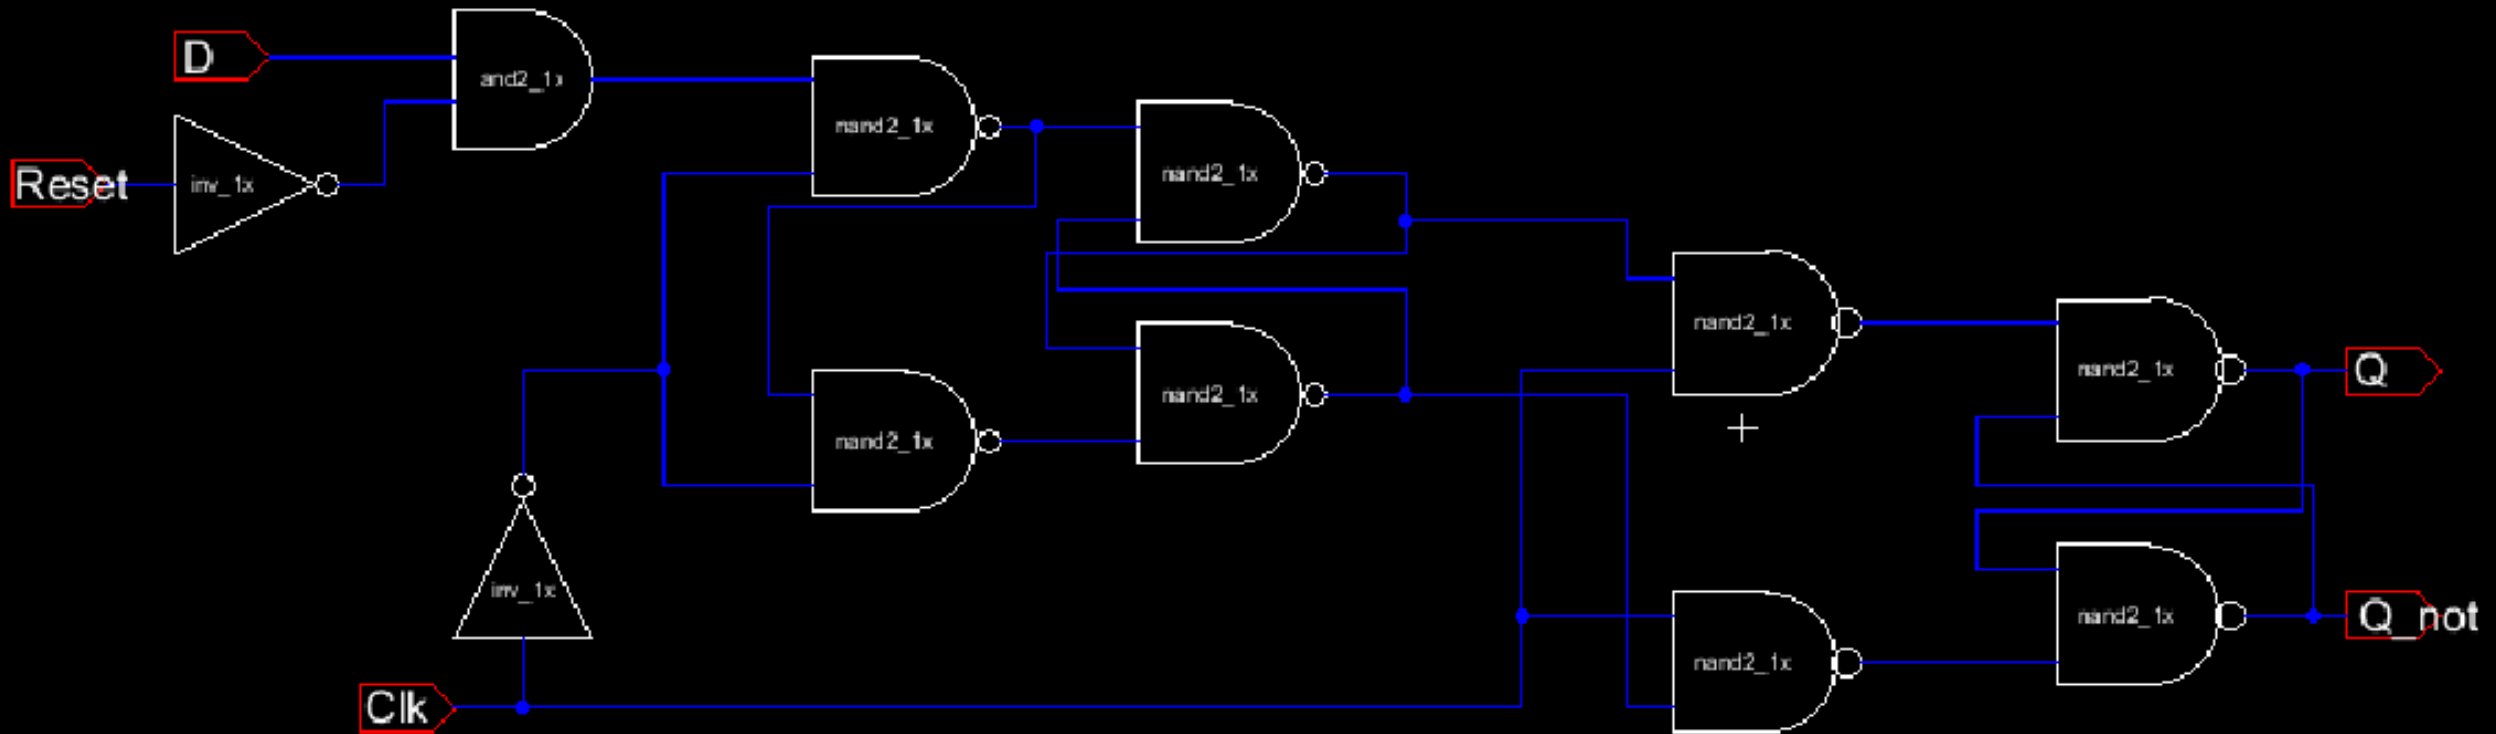 D
and2_1x
nand2_1x
nand2_1x
Reset
inv_1x
nand2_1x
nand2_1x
Q
nand2_1x
nand2_1x
inv_1x
nand2_1x
Q_not
nand2_1x
Clk